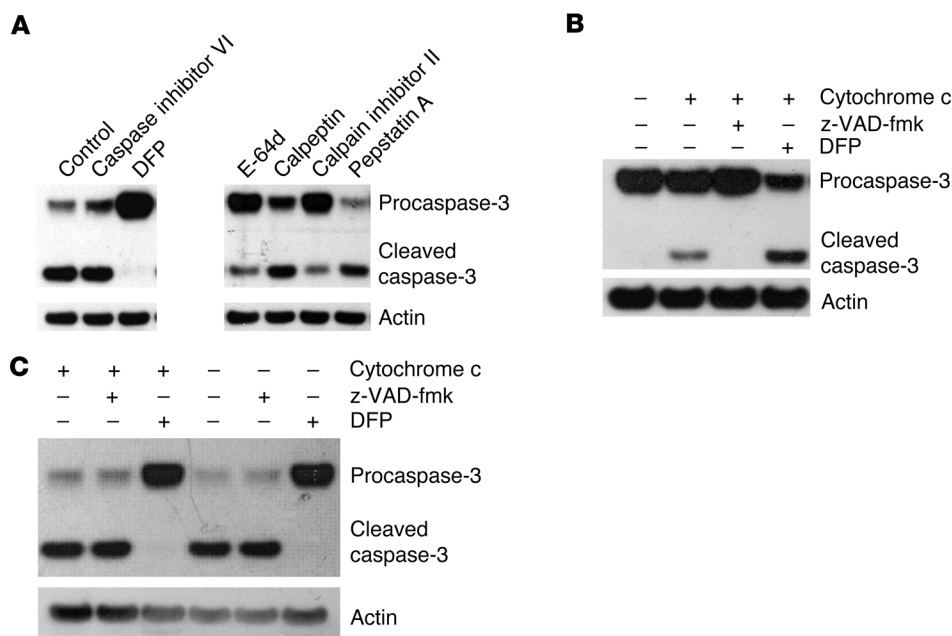 A
Control
Caspase inhibitor VI
DFP
E-64d
Calpeptin
Calpain inhibitor II
Pepstatin A
Procaspase-3
Cleaved
caspase-3
Actin
B
– + + + Cytochrome c
– – + – z-VAD-fmk
– – – + DFP
Procaspase-3
Cleaved
caspase-3
Actin
C
+ + + – – – Cytochrome c
– + – – + – z-VAD-fmk
– – + – – + DFP
Procaspase-3
Cleaved
caspase-3
Actin